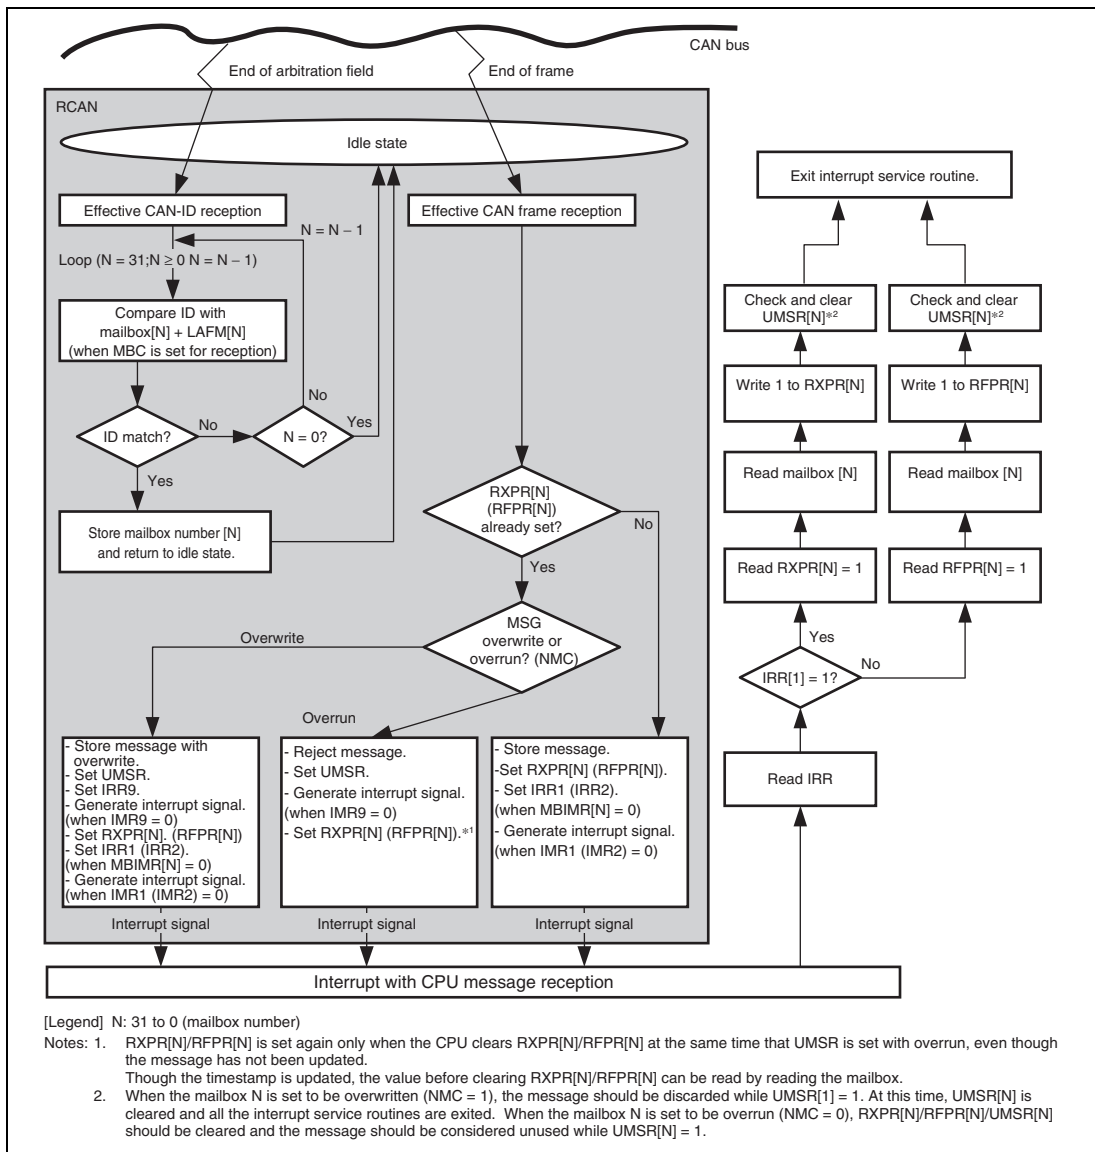 CAN bus
End of arbitration field
End of frame
RCAN
Idle state
Effective CAN-ID reception
Effective CAN frame reception
N = N − 1
Loop (N = 31;N ≥ 0 N = N − 1)
Compare ID with
mailbox[N] + LAFM[N]
(when MBC is set for reception)
ID match?
No
N = 0?
No
Yes
Yes
Store mailbox number [N]
and return to idle state.
RXPR[N]
(RFPR[N])
already set?
No
Yes
MSG
overwrite or
overrun? (NMC)
Overwrite
Overrun
- Store message with
overwrite.
- Set UMSR.
- Set IRR9.
- Generate interrupt signal.
(when IMR9 = 0)
- Set RXPR[N]. (RFPR[N])
- Set IRR1 (IRR2).
(when MBIMR[N] = 0)
- Generate interrupt signal.
(when IMR1 (IMR2) = 0)
- Reject message.
- Set UMSR.
- Generate interrupt signal.
(when IMR9 = 0)
- Set RXPR[N] (RFPR[N]).*1
- Store message.
-Set RXPR[N] (RFPR[N]).
- Set IRR1 (IRR2).
(when MBIMR[N] = 0)
- Generate interrupt signal.
(when IMR1 (IMR2) = 0)
Interrupt signal
Interrupt signal
Interrupt signal
Interrupt with CPU message reception
Exit interrupt service routine.
Check and clear
UMSR[N]*2
Check and clear
UMSR[N]*2
Write 1 to RXPR[N]
Write 1 to RFPR[N]
Read mailbox [N]
Read mailbox [N]
Read RXPR[N] = 1
Read RFPR[N] = 1
Yes
IRR[1] = 1?
No
Read IRR
[Legend] N: 31 to 0 (mailbox number)
Notes: 1. RXPR[N]/RFPR[N] is set again only when the CPU clears RXPR[N]/RFPR[N] at the same time that UMSR is set with overrun, even though
the message has not been updated.
Though the timestamp is updated, the value before clearing RXPR[N]/RFPR[N] can be read by reading the mailbox.
2. When the mailbox N is set to be overwritten (NMC = 1), the message should be discarded while UMSR[1] = 1. At this time, UMSR[N] is
cleared and all the interrupt service routines are exited. When the mailbox N is set to be overrun (NMC = 0), RXPR[N]/RFPR[N]/UMSR[N]
should be cleared and the message should be considered unused while UMSR[N] = 1.